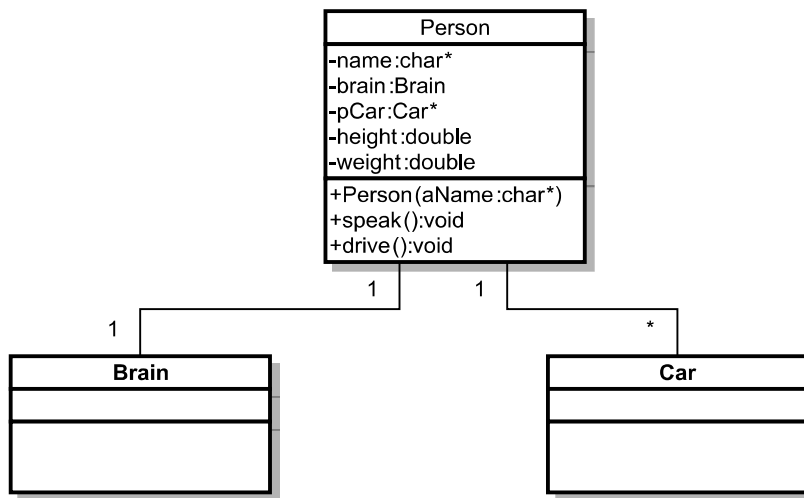 Person
-name:char*
-brain:Brain
-pCar:Car*
-height:double
-weight:double
+Person(aName:char*)
+speak():void
+drive():void
1 1
1 *
Brain Car